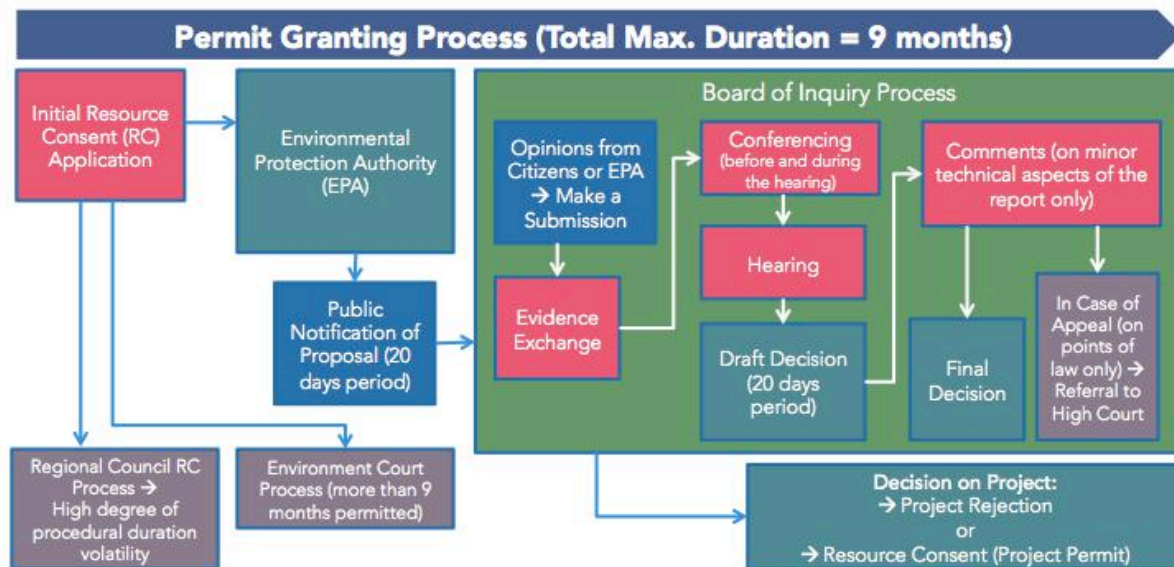 Permit Granting Process (Total Max. Duration = 9 months)
Initial Resource
Consent (RC)
Application
Environmental
Protection Authority
(EPA)
Public
Notification of
Proposal (20
days period)
Regional Council RC
Process →
High degree of
procedural duration
volatility
Environment Court
Process (more than 9
months permitted)
Board of Inquiry Process
Opinions from
Citizens or EPA
→ Make a
Submission
Evidence
Exchange
Conferencing
(before and during
the hearing)
Hearing
Draft Decision
(20 days
period)
Comments (on minor
technical aspects of the
report only)
Final
Decision
In Case of
Appeal (on
points of
law only) →
Referral to
High Court
Decision on Project:
→ Project Rejection
or
→ Resource Consent (Project Permit)